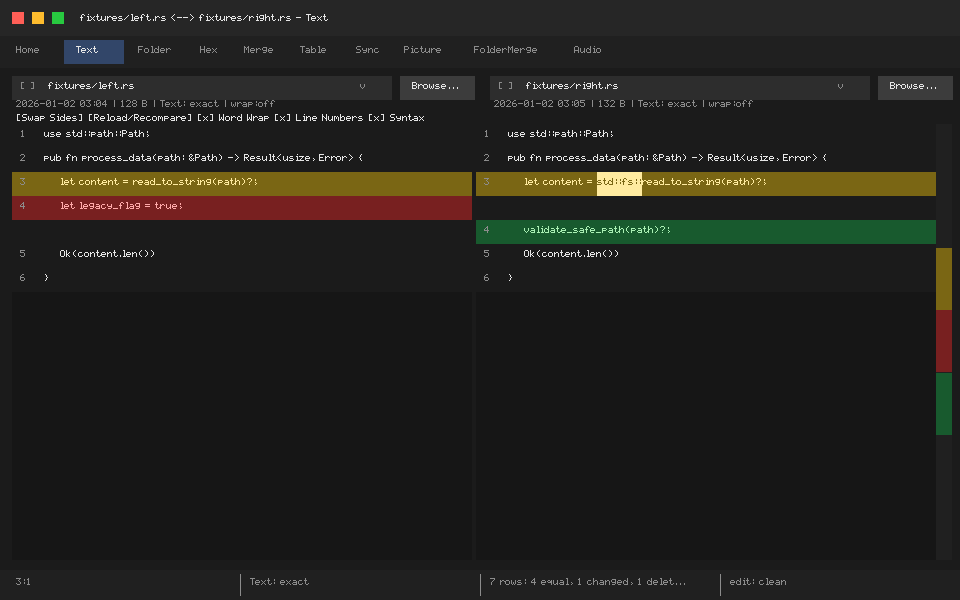 fixtures/left.rs <--> fixtures/right.rs - Text
Home Text Folder Hex Merge Table Sync Picture FolderMerge Audio
[ ] fixtures/left.rs v Browse... [ ] fixtures/right.rs v Browse...
2026-01-02 03:04 | 128 B | Text: exact | wrap:off 2026-01-02 03:05 | 132 B | Text: exact | wrap:off
[Swap Sides] [Reload/Recompare] [x] Word Wrap [x] Line Numbers [x] Syntax
1 use std::path::Path; 1 use std::path::Path;
2 pub fn process_data(path: &Path) -> Result<usize, Error> { 2 pub fn process_data(path: &Path) -> Result<usize, Error> {
3 let content = read_to_string(path)?; 3 let content = std::fs::read_to_string(path)?;
4 let legacy_flag = true;
4 validate_safe_path(path)?;
5 Ok(content.len()) 5 Ok(content.len())
6 } 6 }
3:1 Text: exact 7 rows: 4 equal, 1 changed, 1 delet... edit: clean